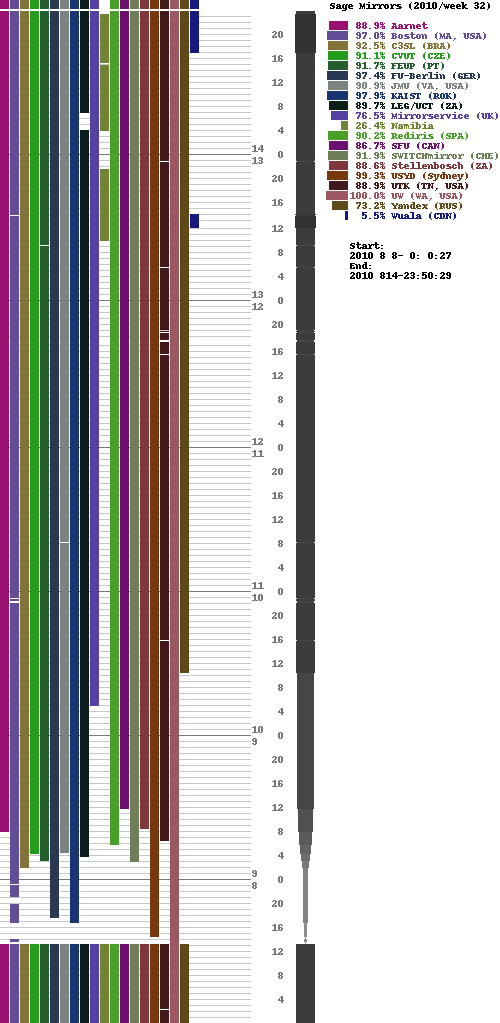 Sage Mirrors (2010/week 32)
88.9% Aarnet
97.0% Boston (MA, USA)
92.5% C3SL (BRA)
91.1% CVUT (CZE)
91.7% FEUP (PT)
97.4% FU-Berlin (GER)
90.9% JMU (VA, USA)
97.9% KAIST (ROK)
89.7% LEG/UCT (ZA)
76.5% Mirrorservice (UK)
26.4% Namibia
90.2% Rediris (SPA)
86.7% SFU (CAN)
91.9% SWITCHmirror (CHE)
88.6% Stellenbosch (ZA)
99.3% USYD (Sydney)
88.9% UTK (TN, USA)
100.0% UW (WA, USA)
73.2% Yandex (RUS)
5.5% Wuala (CDN)
Start:
2010 8 8- 0: 0:27
End:
2010 814-23:50:29
20
16
12
8
4
14
0
13
20
16
12
8
4
13
0
12
20
16
12
8
4
12
0
11
20
16
12
8
4
11
0
10
20
16
12
8
4
10
0
9
20
16
12
8
4
9
0
8
20
16
12
8
4